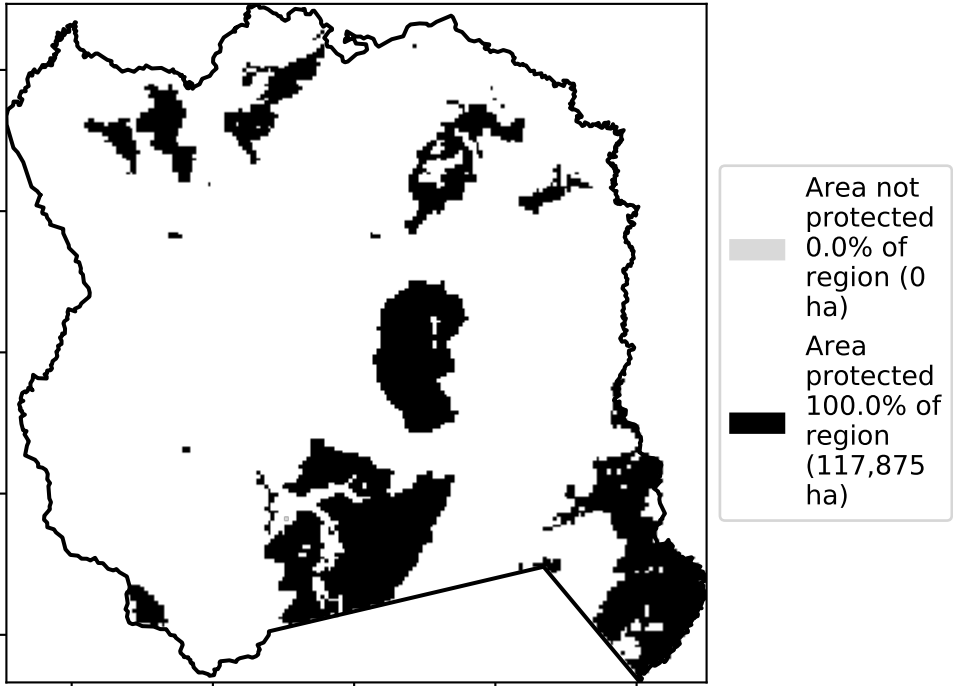 Area not
protected
0.0% of
region (0
ha)
Area
protected
100.0% of
region
(117,875
ha)